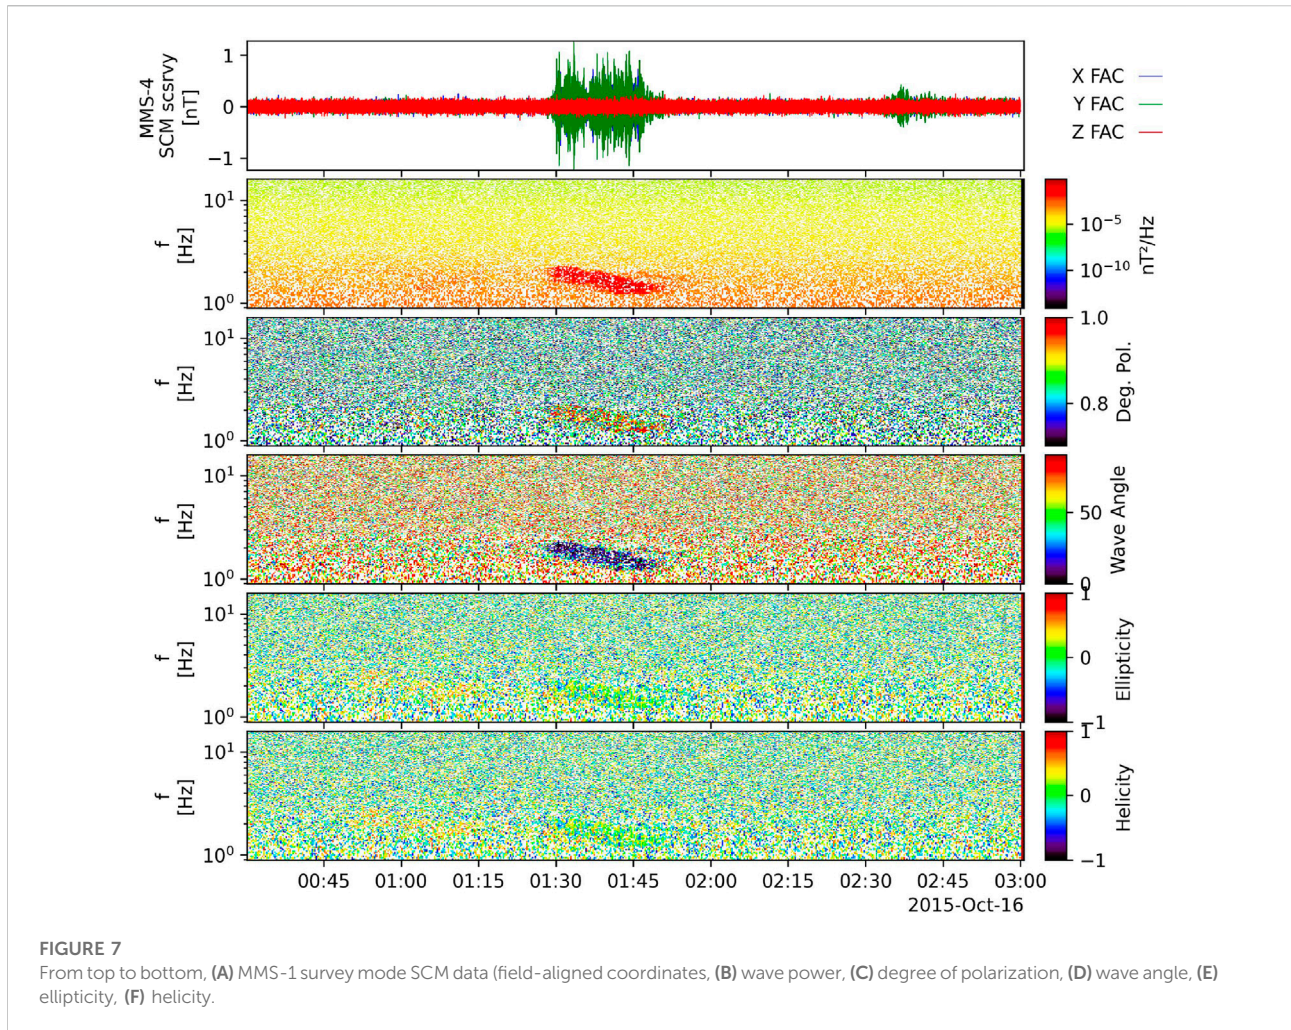 MMS-4
SCM scsrvy
[nT]
1
0
−1
X FAC
Y FAC
Z FAC
f
[Hz]
10¹
10⁰
10⁻⁵
10⁻¹⁰
nT²/Hz
f
[Hz]
10¹
10⁰
1.0
0.8
Deg. Pol.
f
[Hz]
10¹
10⁰
50
0
Wave Angle
f
[Hz]
10¹
10⁰
1
0
−1
Ellipticity
f
[Hz]
10¹
10⁰
1
0
−1
Helicity
00:45 01:00 01:15 01:30 01:45 02:00 02:15 02:30 02:45 03:00
2015-Oct-16
FIGURE 7
From top to bottom, (A) MMS-1 survey mode SCM data (field-aligned coordinates, (B) wave power, (C) degree of polarization, (D) wave angle, (E)
ellipticity, (F) helicity.